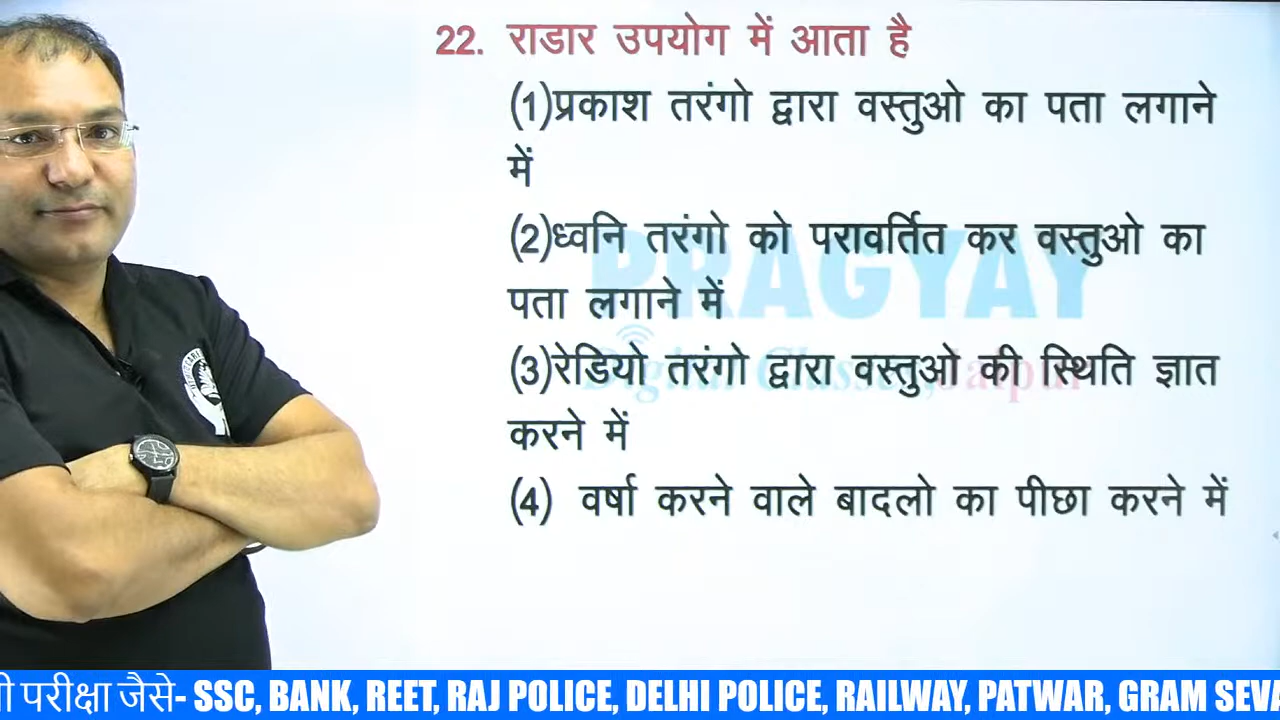 22. राडार उपयोग में आता है
(1)प्रकाश तरंगो द्वारा वस्तुओ का पता लगाने
में
(2)ध्वनि तरंगो को परावर्तित कर वस्तुओ का
पता लगाने में
(3)रेडियो तरंगो द्वारा वस्तुओ की स्थिति ज्ञात
करने में
(4) वर्षा करने वाले बादलो का पीछा करने में
PRAGYAY
Digital Classes, Jaipur
परीक्षा जैसे- SSC, BANK, REET, RAJ POLICE, DELHI POLICE, RAILWAY, PATWAR, GRAM SEVA